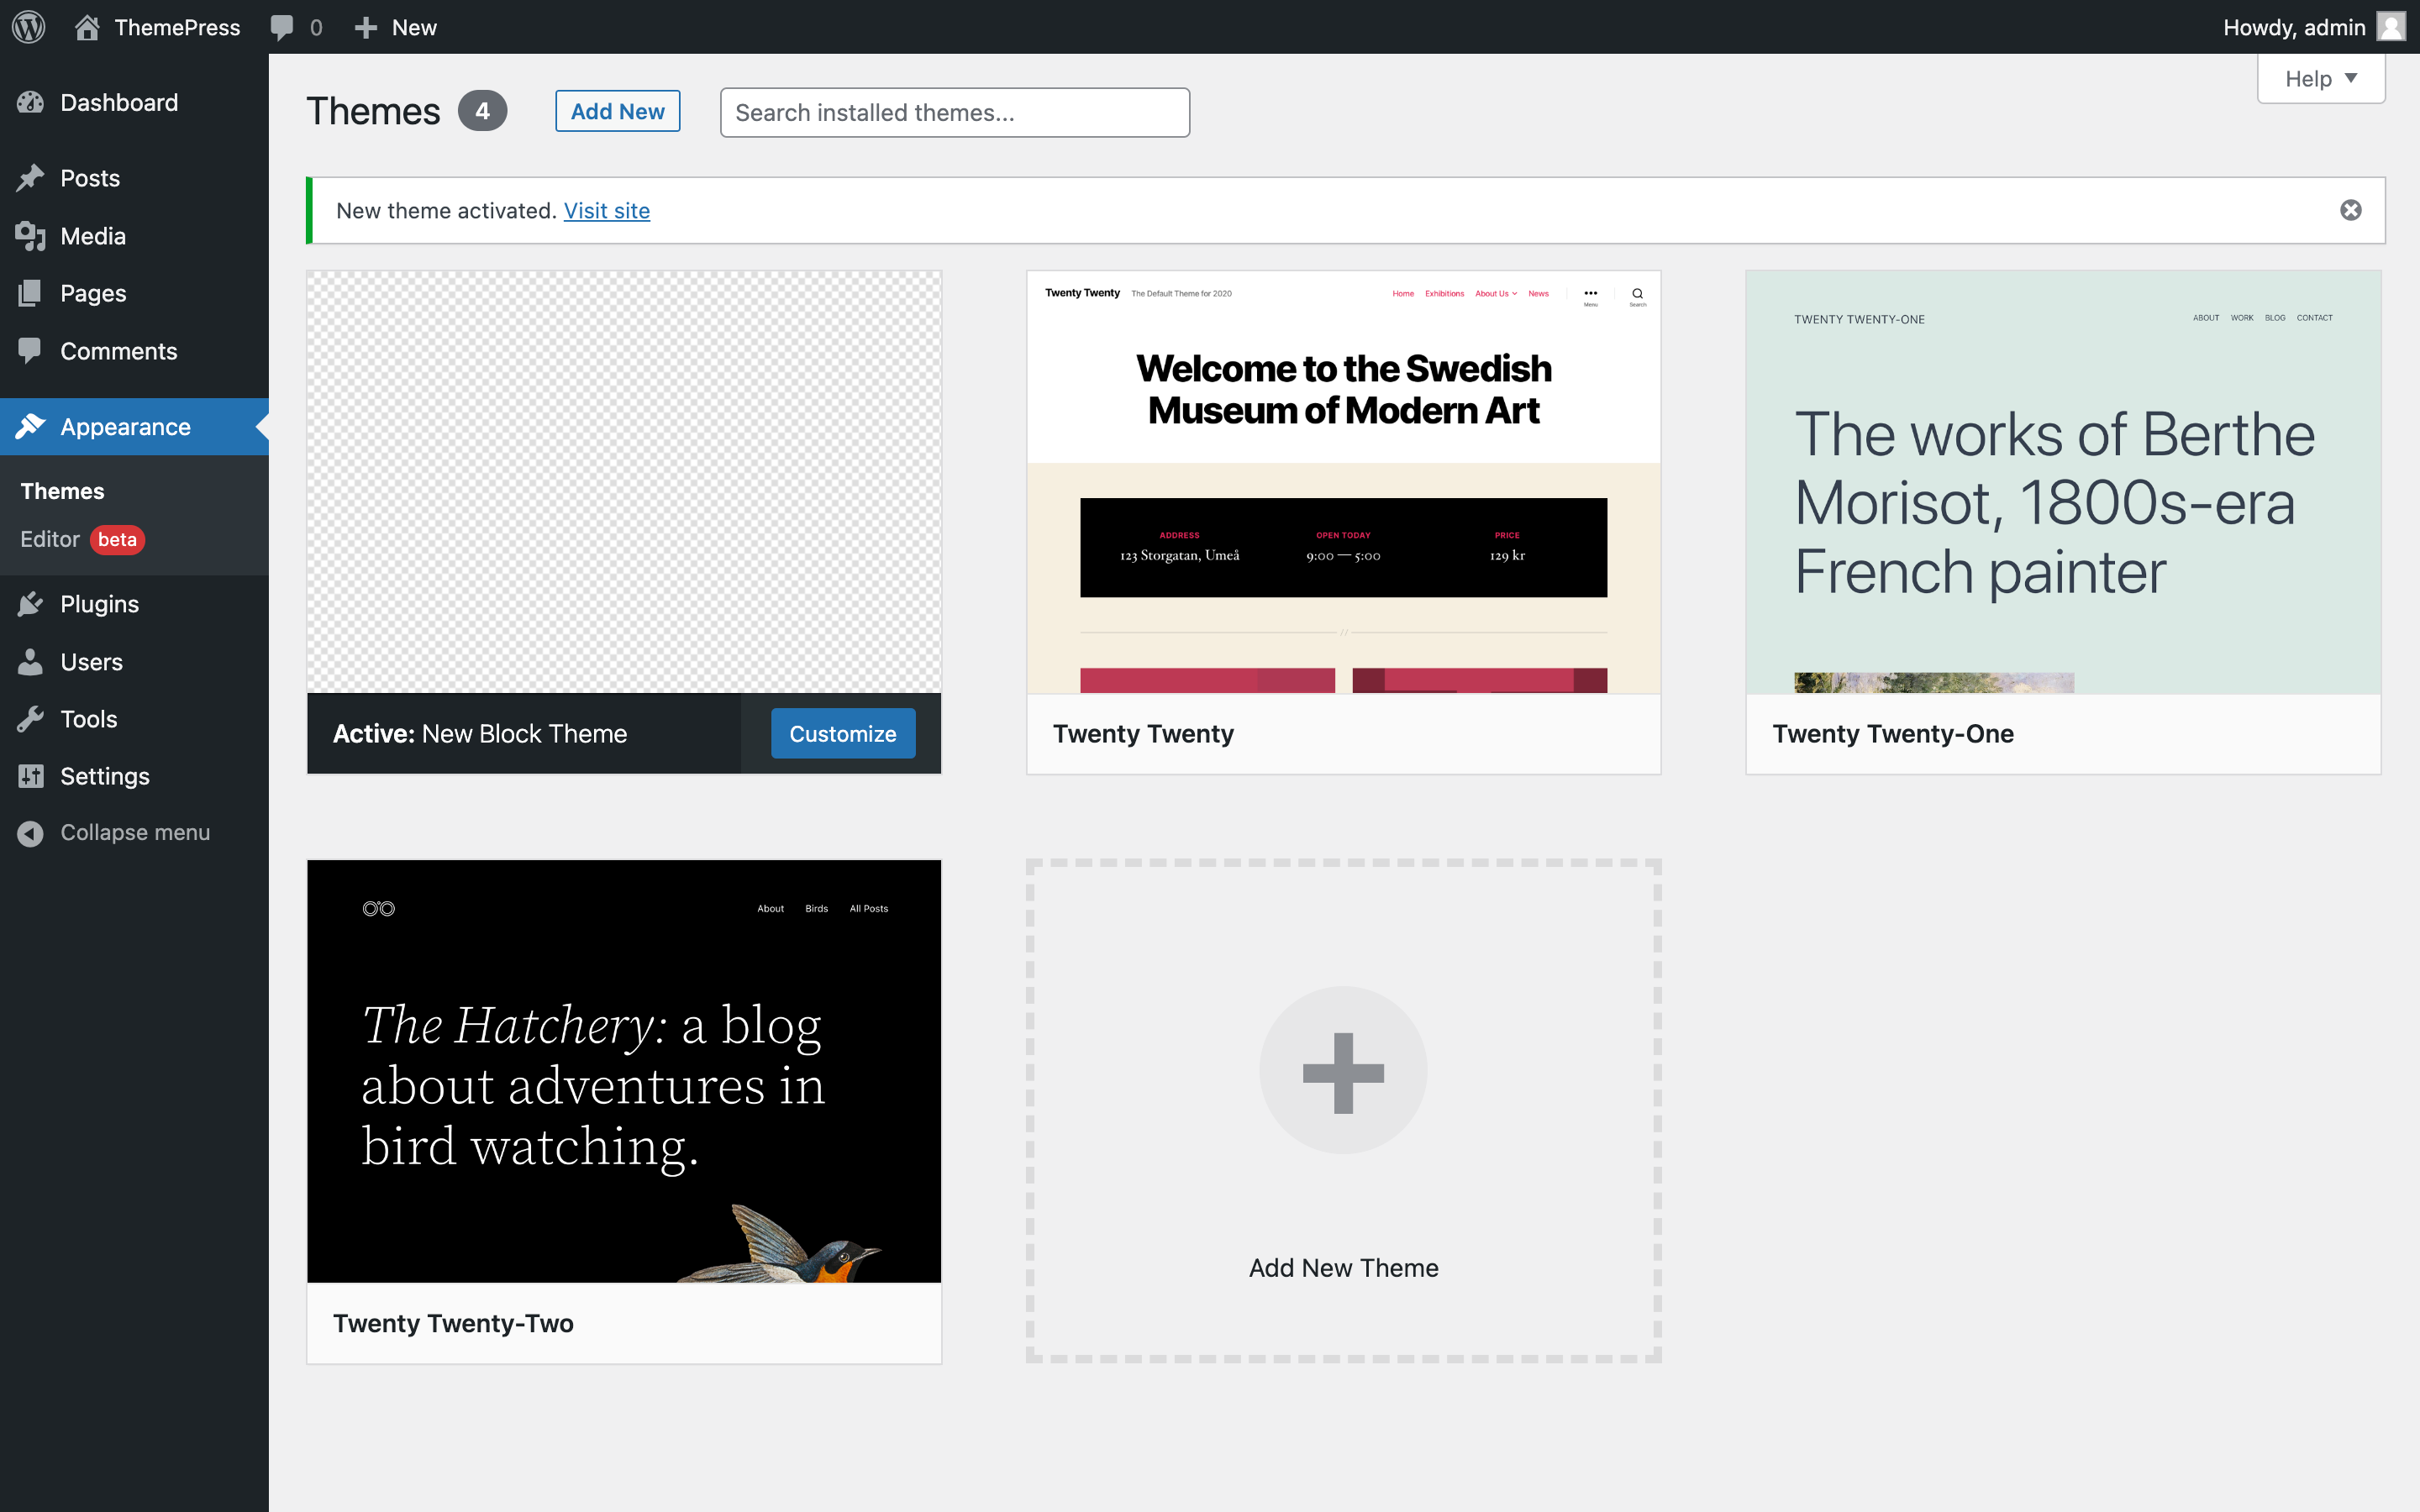 ThemePress 0 New
Howdy, admin
Dashboard
Posts
Media
Pages
Comments
Appearance
Themes
Editor beta
Plugins
Users
Tools
Settings
Collapse menu
Help
Themes 4 Add New Search installed themes...
New theme activated. Visit site
Active: New Block Theme Customize
Twenty Twenty The Default Theme for 2020 Home Exhibitions About Us News Menu Search
Welcome to the Swedish
Museum of Modern Art
ADDRESS OPEN TODAY PRICE
123 Storgatan, Umeå 9:00 — 5:00 129 kr
//
Twenty Twenty
TWENTY TWENTY-ONE ABOUT WORK BLOG CONTACT
The works of Berthe
Morisot, 1800s-era
French painter
Twenty Twenty-One
About Birds All Posts
The Hatchery: a blog
about adventures in
bird watching.
Twenty Twenty-Two
Add New Theme